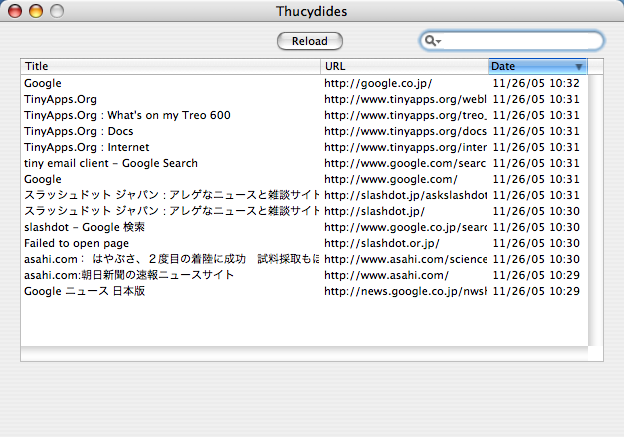 Thucydides
Reload
Title URL Date
Google http://google.co.jp/ 11/26/05 10:32
TinyApps.Org http://www.tinyapps.org/webl 11/26/05 10:31
TinyApps.Org : What's on my Treo 600 http://www.tinyapps.org/treo_ 11/26/05 10:31
TinyApps.Org : Docs http://www.tinyapps.org/docs 11/26/05 10:31
TinyApps.Org : Internet http://www.tinyapps.org/inter 11/26/05 10:31
tiny email client - Google Search http://www.google.com/searc 11/26/05 10:31
Google http://www.google.com/ 11/26/05 10:31
スラッシュドット ジャパン : アレゲなニュースと雑談サイト http://slashdot.jp/askslashdot 11/26/05 10:31
スラッシュドット ジャパン : アレゲなニュースと雑談サイト http://slashdot.jp/ 11/26/05 10:30
slashdot - Google 検索 http://www.google.co.jp/searc 11/26/05 10:30
Failed to open page http://slashdot.or.jp/ 11/26/05 10:30
asahi.com： はやぶさ、２度目の着陸に成功　試料採取もほ http://www.asahi.com/science 11/26/05 10:30
asahi.com:朝日新聞の速報ニュースサイト http://www.asahi.com/ 11/26/05 10:29
Google ニュース 日本版 http://news.google.co.jp/nwsh 11/26/05 10:29